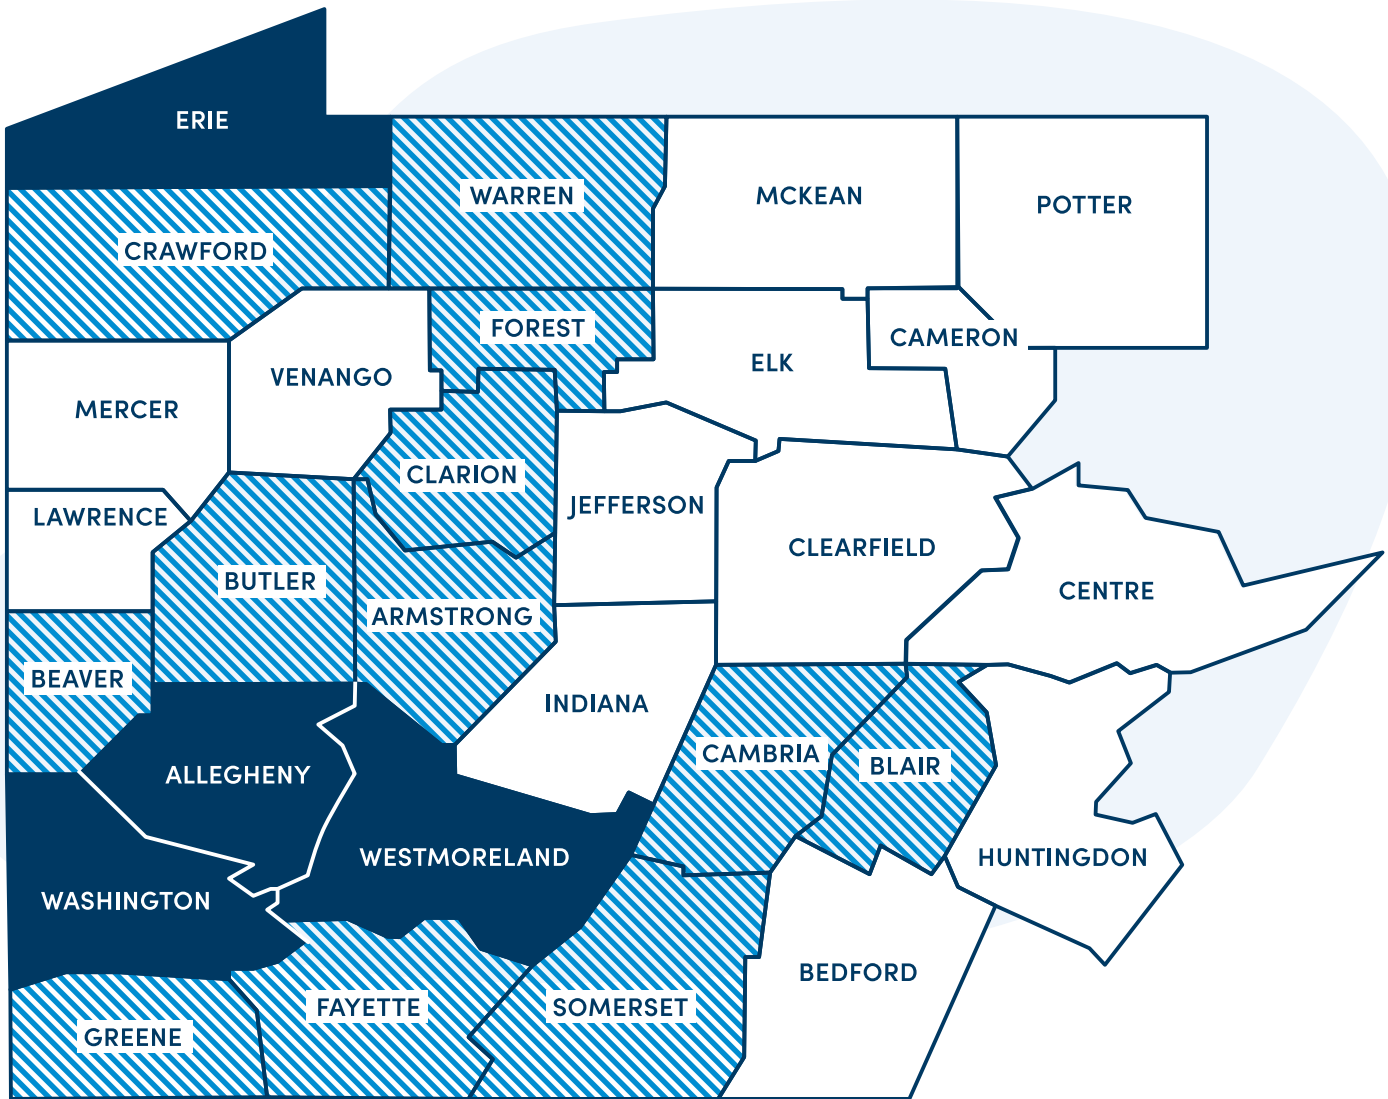 ERIE
WARREN
MCKEAN
POTTER
CRAWFORD
FOREST
CAMERON
VENANGO
ELK
MERCER
CLARION
LAWRENCE
JEFFERSON
CLEARFIELD
BUTLER
CENTRE
ARMSTRONG
BEAVER
INDIANA
CAMBRIA
BLAIR
ALLEGHENY
WESTMORELAND
HUNTINGDON
WASHINGTON
BEDFORD
FAYETTE
SOMERSET
GREENE